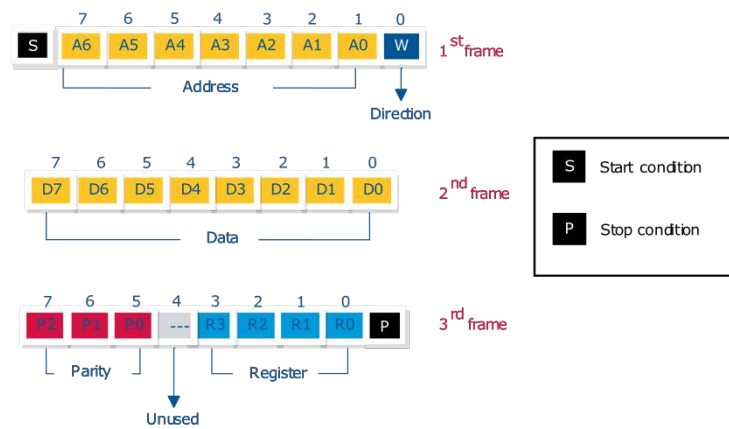 7 6 5 4 3 2 1 0
S A6 A5 A4 A3 A2 A1 A0 W 1st frame
Address
Direction
7 6 5 4 3 2 1 0
D7 D6 D5 D4 D3 D2 D1 D0 2nd frame
Data
S Start condition
P Stop condition
7 6 5 4 3 2 1 0
P2 P1 P0 --- R3 R2 R1 R0 P 3rd frame
Parity Register
Unused